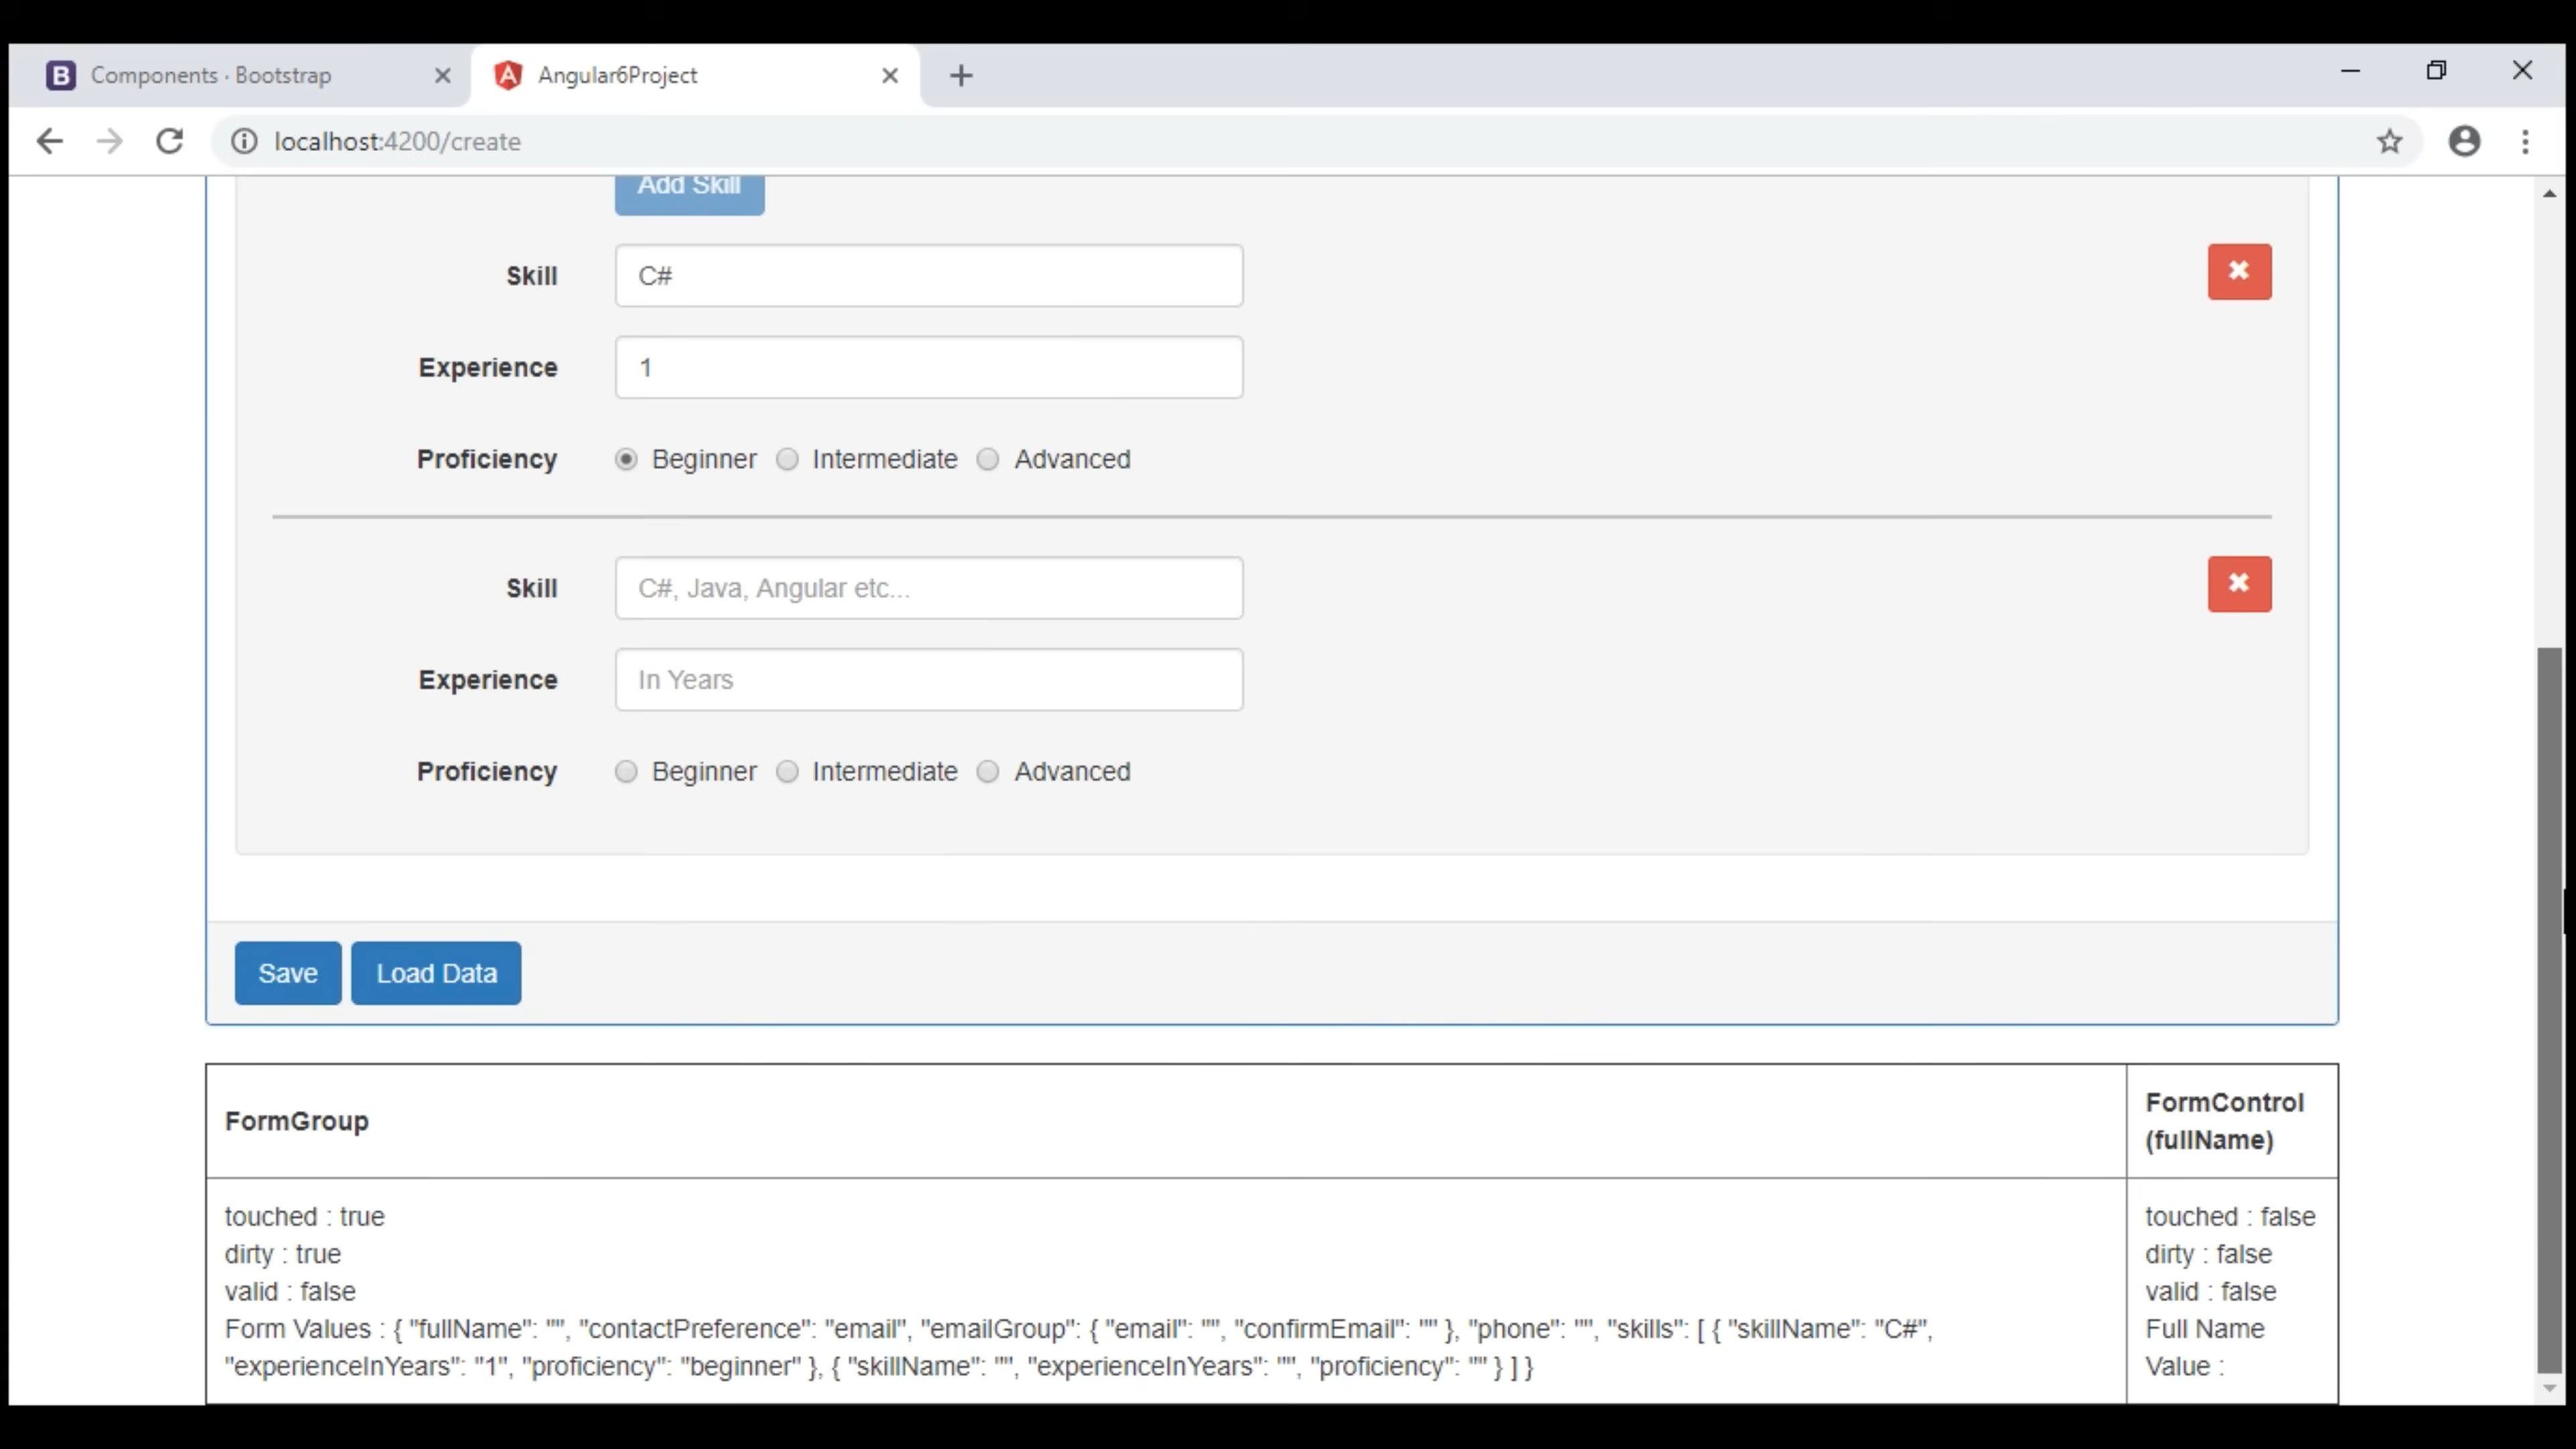 Components · Bootstrap
Angular6Project
localhost:4200/create
Add Skill
Skill
C#
Experience
1
Proficiency
Beginner Intermediate Advanced
Skill
C#, Java, Angular etc...
Experience
In Years
Proficiency
Beginner Intermediate Advanced
Save
Load Data
FormGroup
FormControl
(fullName)
touched : true
dirty : true
valid : false
Form Values : { "fullName": "", "contactPreference": "email", "emailGroup": { "email": "", "confirmEmail": "" }, "phone": "", "skills": [ { "skillName": "C#",
"experienceInYears": "1", "proficiency": "beginner" }, { "skillName": "", "experienceInYears": "", "proficiency": "" } ] }
touched : false
dirty : false
valid : false
Full Name
Value :